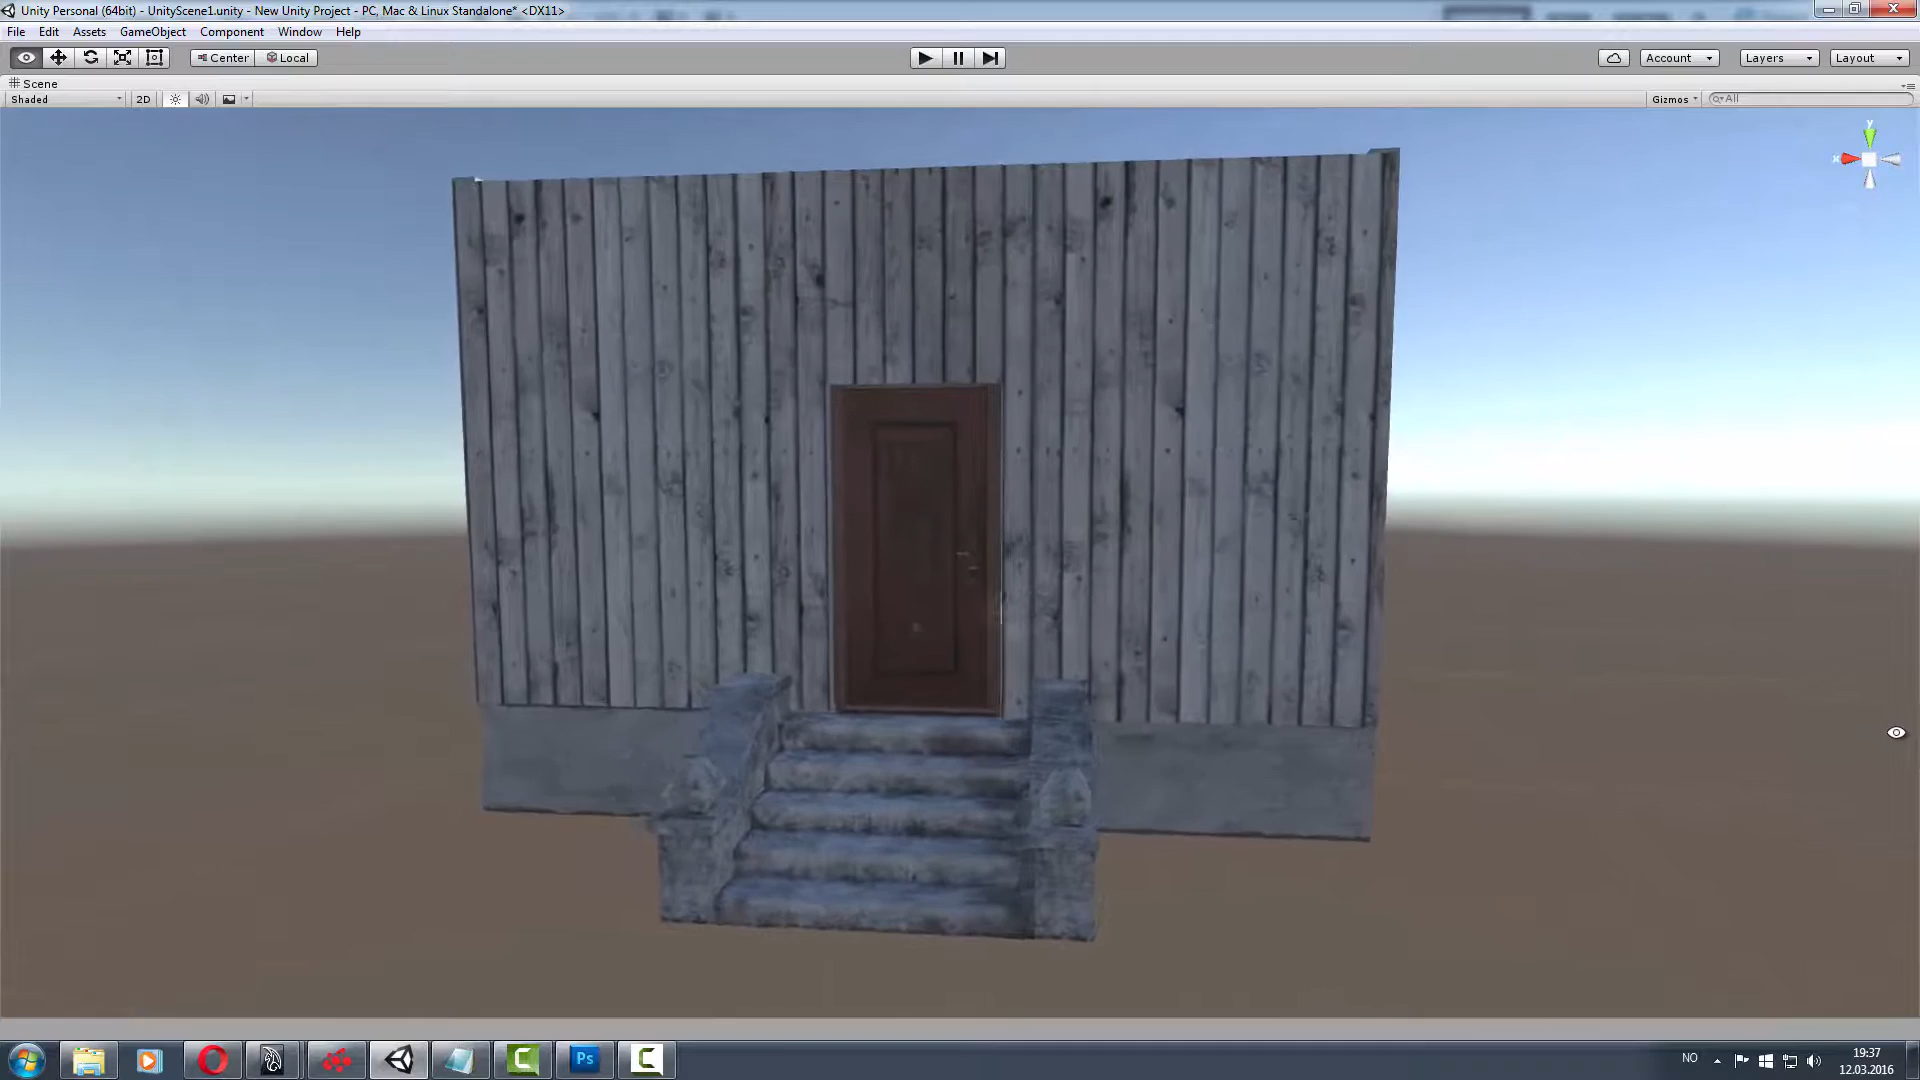 Unity Personal (64bit) - UnityScene1.unity - New Unity Project - PC, Mac & Linux Standalone* <DX11>
File Edit Assets GameObject Component Window Help
Center Local Account Layers Layout
Scene
Shaded 2D Gizmos All
y
x
Ps
NO 19:37
12.03.2016